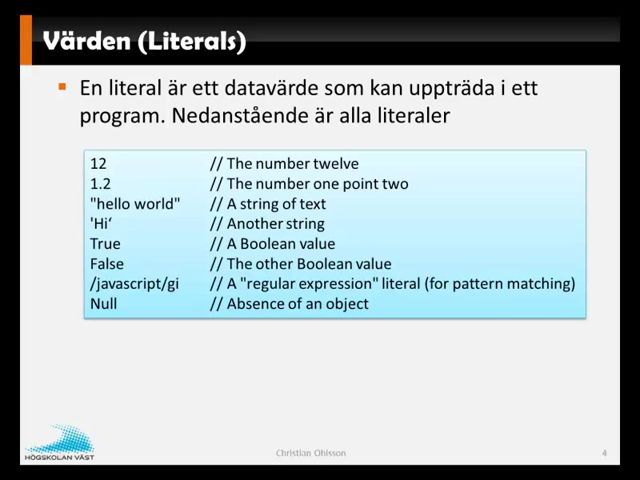 Värden (Literals)
En literal är ett datavärde som kan uppträda i ett
program. Nedanstående är alla literaler
12 // The number twelve
1.2 // The number one point two
"hello world" // A string of text
'Hi‘ // Another string
True // A Boolean value
False // The other Boolean value
/javascript/gi // A "regular expression" literal (for pattern matching)
Null // Absence of an object
HÖGSKOLAN VÄST
Christian Ohlsson
4